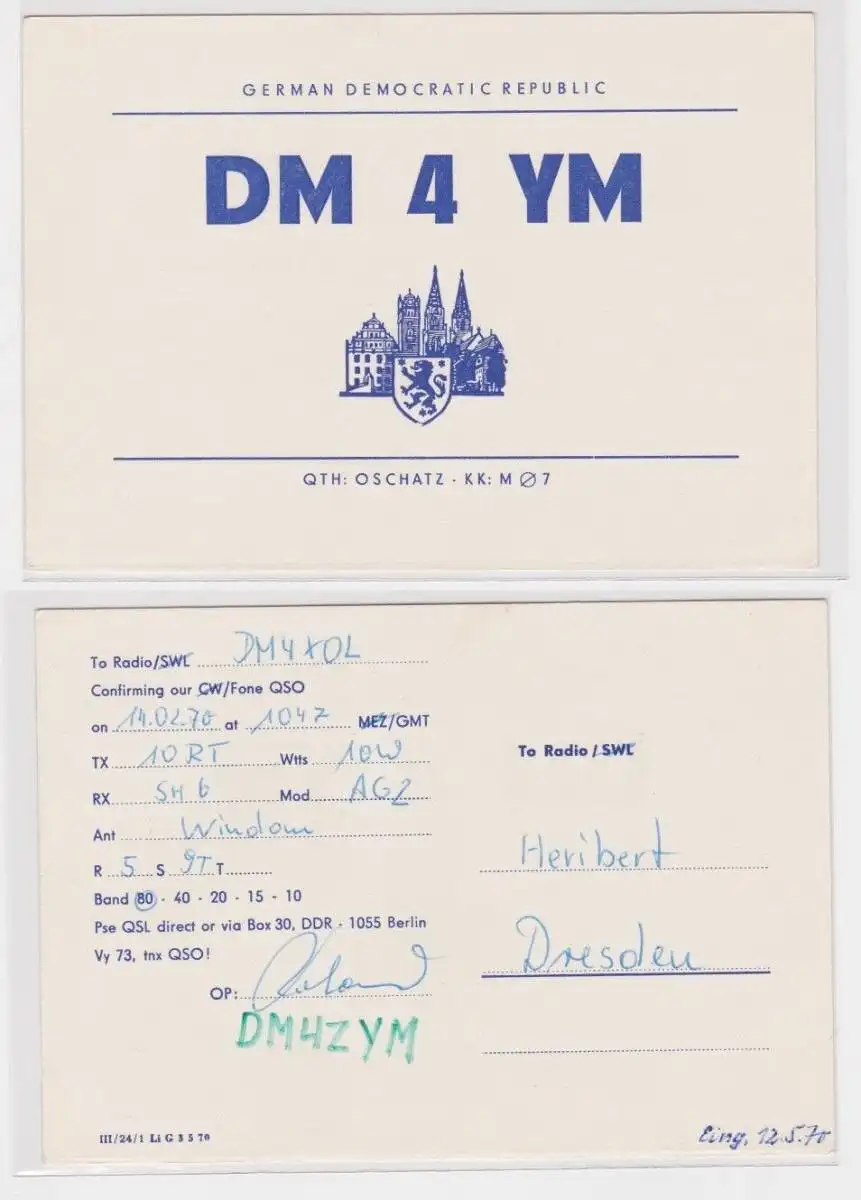 GERMAN DEMOCRATIC REPUBLIC
DM 4 YM
QTH: OSCHATZ · KK: M Ø 7
To Radio/SWL DM4XOL
Confirming our CW/Fone QSO
on 14.02.70 at 1047 MEZ/GMT
TX 10RT Wtts 10W
RX SH6 Mod AG2
Ant Windom
R 5 S 9 T
Band 80 - 40 - 20 - 15 - 10
Pse QSL direct or via Box 30, DDR - 1055 Berlin
Vy 73, tnx QSO!
OP: Roland
DM4ZYM
III/24/1 Li G 3 5 70
To Radio / SWL
Heribert
Dresden
Eing. 12.5.70